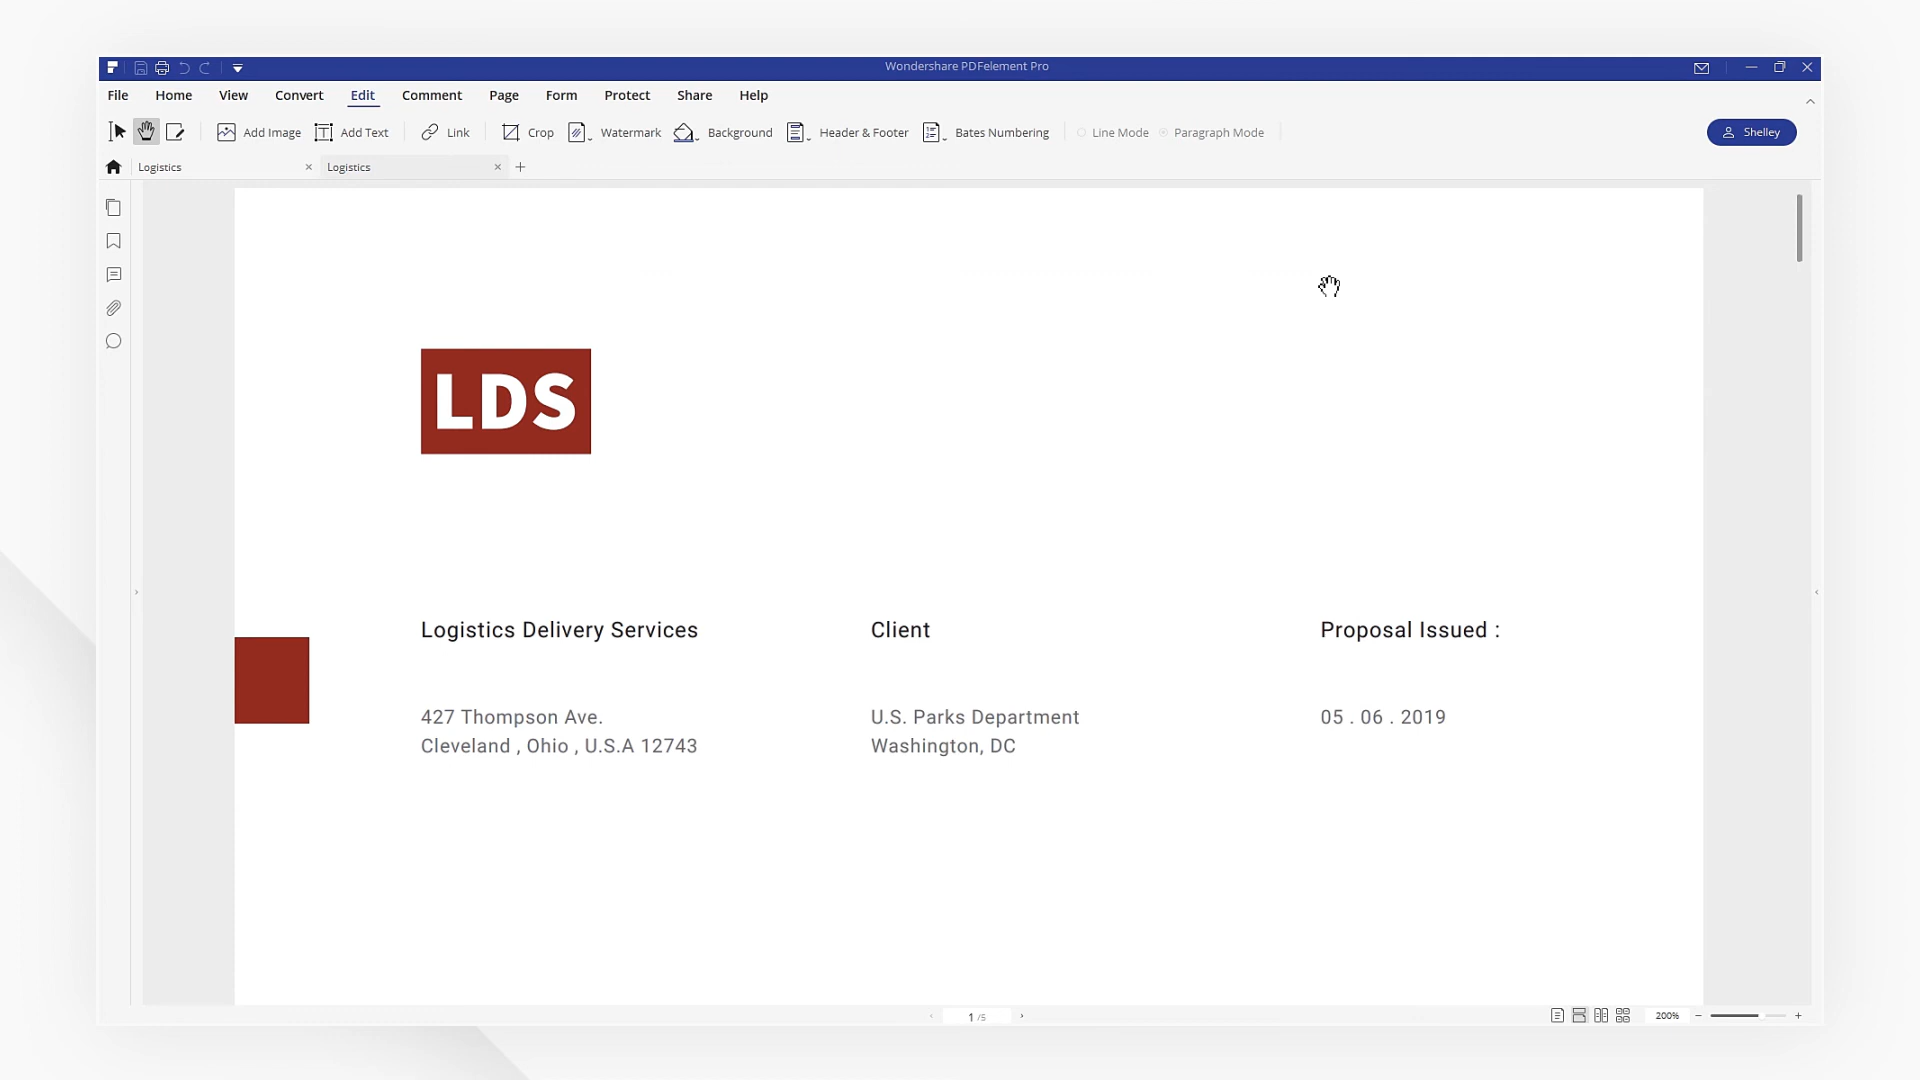 Wondershare PDFelement Pro
File Home View Convert Edit Comment Page Form Protect Share Help
Add Image Add Text Link Crop Watermark Background Header & Footer Bates Numbering Line Mode Paragraph Mode Shelley
Logistics Logistics
LDS
Logistics Delivery Services Client Proposal Issued :
427 Thompson Ave. U.S. Parks Department 05 . 06 . 2019
Cleveland , Ohio , U.S.A 12743 Washington, DC
1 /5 200%